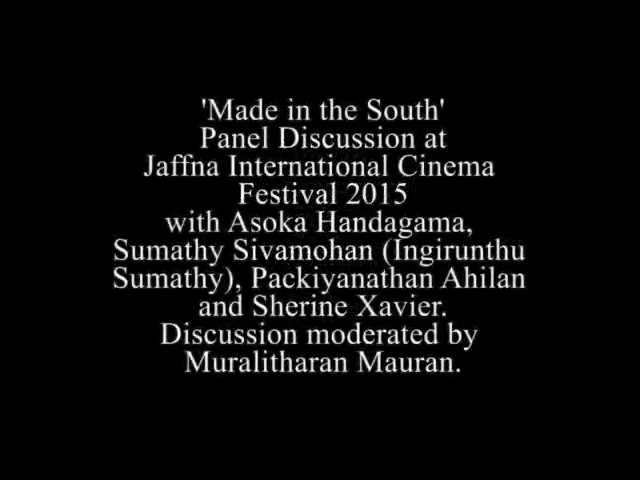 'Made in the South'
Panel Discussion at
Jaffna International Cinema
Festival 2015
with Asoka Handagama,
Sumathy Sivamohan (Ingirunthu
Sumathy), Packiyanathan Ahilan
and Sherine Xavier.
Discussion moderated by
Muralitharan Mauran.